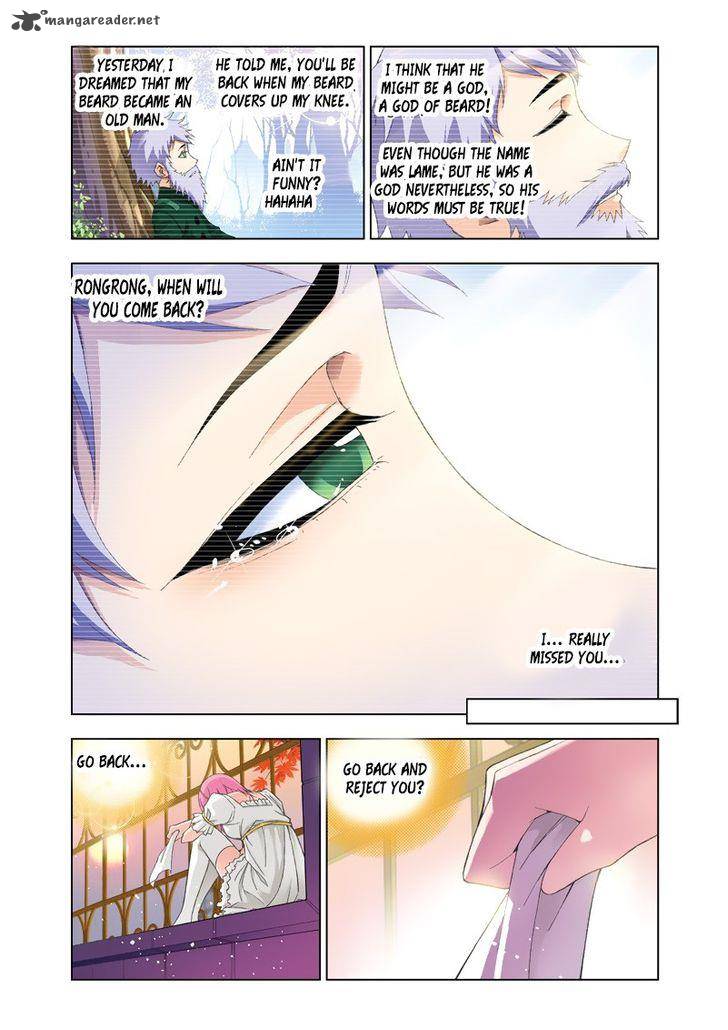 mangareader.net
YESTERDAY I
DREAMED THAT MY
BEARD BECAME AN
OLD MAN.
HE TOLD ME, YOU'LL BE
BACK WHEN MY BEARD
COVERS UP MY KNEE.
AIN'T IT
FUNNY?
HAHAHA
I THINK THAT HE
MIGHT BE A GOD,
A GOD OF BEARD!
EVEN THOUGH THE NAME
WAS LAME, BUT HE WAS A
GOD NEVERTHELESS, SO HIS
WORDS MUST BE TRUE!
RONGRONG, WHEN WILL
YOU COME BACK?
I... REALLY
MISSED YOU...
GO BACK...
GO BACK AND
REJECT YOU?